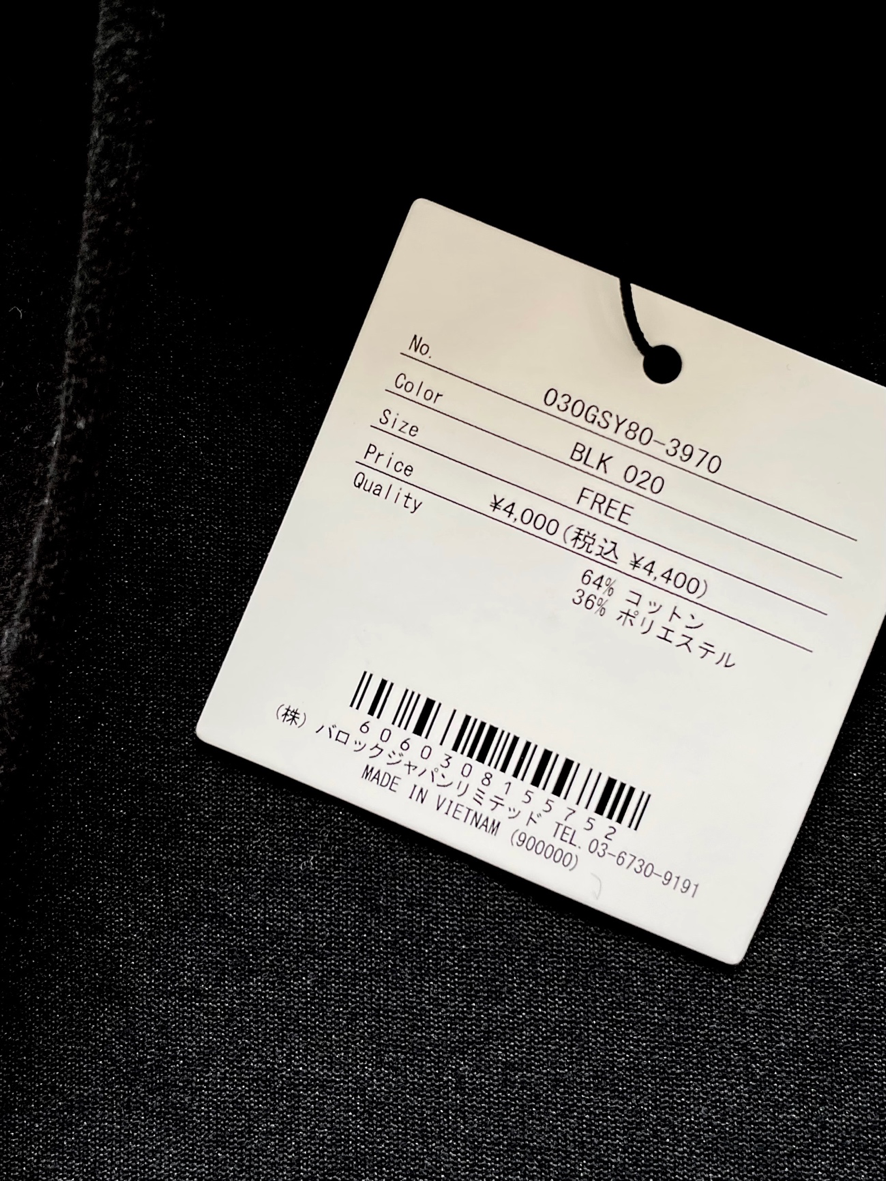 No. 030GSY80-3970
Color BLK 020
Size FREE
Price ¥4,000(税込 ¥4,400)
Quality 64% コットン
36% ポリエステル
6060308155752
(株) バロックジャパンリミテッド TEL. 03-6730-9191
MADE IN VIETNAM (900000)